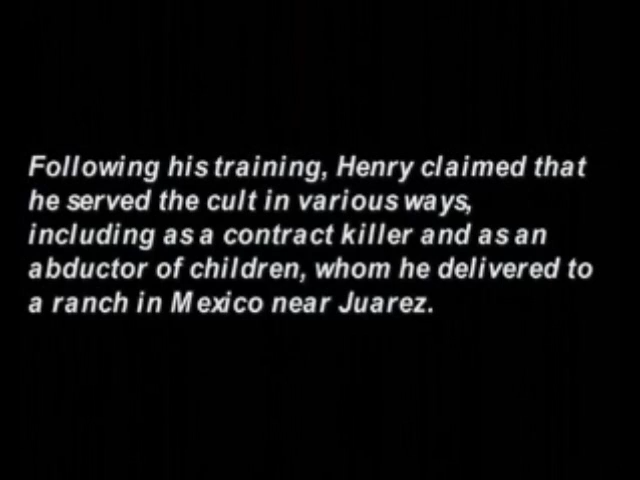 Following his training, Henry claimed that
he served the cult in various ways,
including as a contract killer and as an
abductor of children, whom he delivered to
a ranch in Mexico near Juarez.